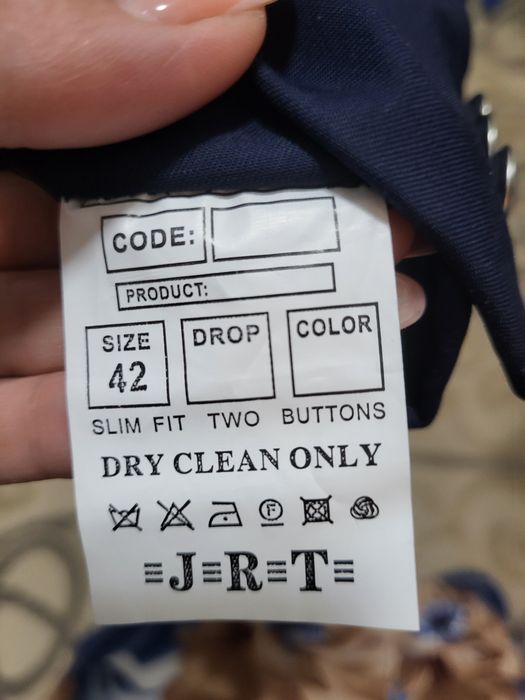 CODE:
PRODUCT:
SIZE DROP COLOR
42
SLIM FIT TWO BUTTONS
DRY CLEAN ONLY
F
J R T